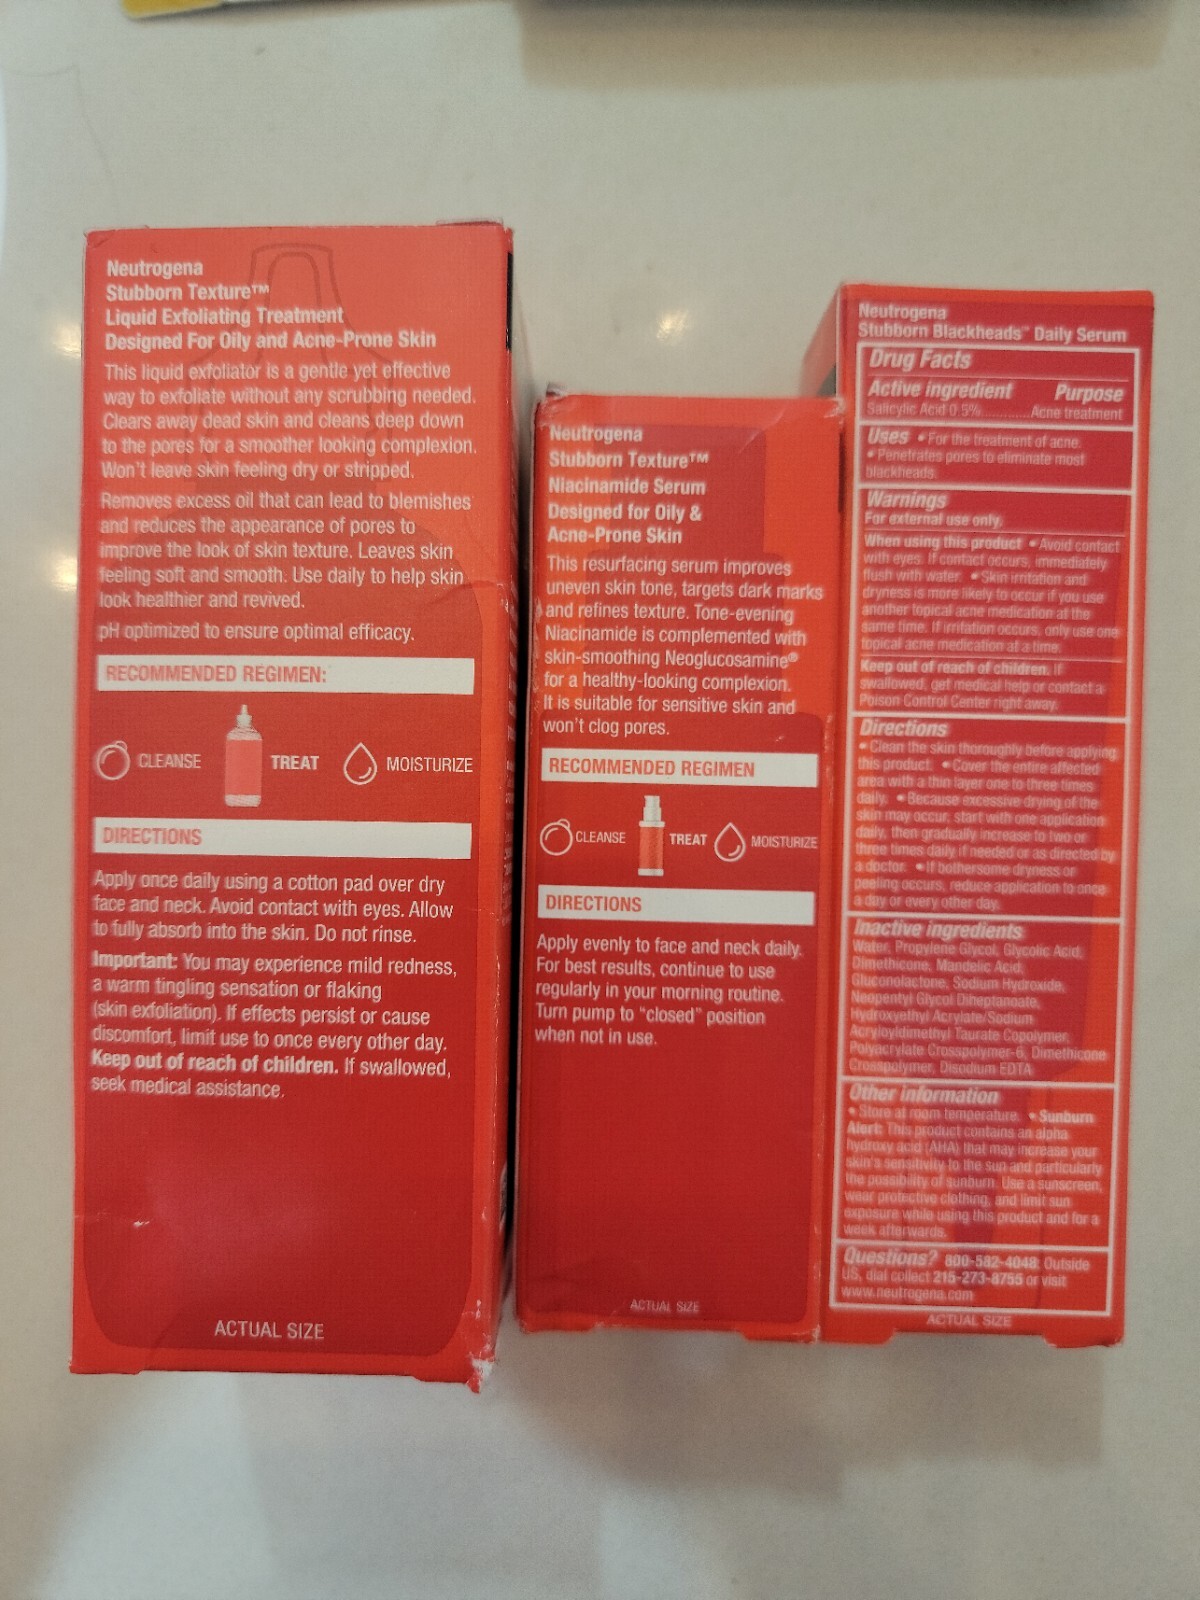 Neutrogena
Stubborn Texture™
Liquid Exfoliating Treatment
Designed For Oily and Acne-Prone Skin
This liquid exfoliator is a gentle yet effective
way to exfoliate without any scrubbing needed.
Clears away dead skin and cleans deep down
to the pores for a smoother looking complexion.
Won't leave skin feeling dry or stripped.
Removes excess oil that can lead to blemishes
and reduces the appearance of pores to
improve the look of skin texture. Leaves skin
feeling soft and smooth. Use daily to help skin
look healthier and revived.
pH optimized to ensure optimal efficacy.
RECOMMENDED REGIMEN:
CLEANSE TREAT MOISTURIZE
DIRECTIONS
Apply once daily using a cotton pad over dry
face and neck. Avoid contact with eyes. Allow
to fully absorb into the skin. Do not rinse.
Important: You may experience mild redness,
a warm tingling sensation or flaking
(skin exfoliation). If effects persist or cause
discomfort, limit use to once every other day.
Keep out of reach of children. If swallowed,
seek medical assistance.
ACTUAL SIZE
Neutrogena
Stubborn Texture™
Niacinamide Serum
Designed for Oily &
Acne-Prone Skin
This resurfacing serum improves
uneven skin tone, targets dark marks
and refines texture. Tone-evening
Niacinamide is complemented with
skin-smoothing Neoglucosamine®
for a healthy-looking complexion.
It is suitable for sensitive skin and
won't clog pores.
RECOMMENDED REGIMEN
CLEANSE TREAT MOISTURIZE
DIRECTIONS
Apply evenly to face and neck daily.
For best results, continue to use
regularly in your morning routine.
Turn pump to "closed" position
when not in use.
ACTUAL SIZE
Neutrogena
Stubborn Blackheads™ Daily Serum
Drug Facts
Active ingredient Purpose
Salicylic Acid 0.5%..........Acne treatment
Uses • For the treatment of acne.
• Penetrates pores to eliminate most
blackheads.
Warnings
For external use only.
When using this product • Avoid contact
with eyes. If contact occurs, immediately
flush with water. • Skin irritation and
dryness is more likely to occur if you use
another topical acne medication at the
same time. If irritation occurs, only use one
topical acne medication at a time.
Keep out of reach of children. If
swallowed, get medical help or contact a
Poison Control Center right away.
Directions
• Clean the skin thoroughly before applying
this product. • Cover the entire affected
area with a thin layer one to three times
daily. • Because excessive drying of the
skin may occur, start with one application
daily, then gradually increase to two or
three times daily if needed or as directed by
a doctor. • If bothersome dryness or
peeling occurs, reduce application to once
a day or every other day.
Inactive ingredients
Water, Propylene Glycol, Glycolic Acid,
Dimethicone, Mandelic Acid,
Gluconolactone, Sodium Hydroxide,
Neopentyl Glycol Diheptanoate,
Hydroxyethyl Acrylate/Sodium
Acryloyldimethyl Taurate Copolymer,
Polyacrylate Crosspolymer-6, Dimethicone
Crosspolymer, Disodium EDTA
Other information
• Store at room temperature. • Sunburn
Alert: This product contains an alpha
hydroxy acid (AHA) that may increase your
skin's sensitivity to the sun and particularly
the possibility of sunburn. Use a sunscreen,
wear protective clothing, and limit sun
exposure while using this product and for a
week afterwards.
Questions? 800-582-4048; Outside
US, dial collect 215-273-8755 or visit
www.neutrogena.com
ACTUAL SIZE